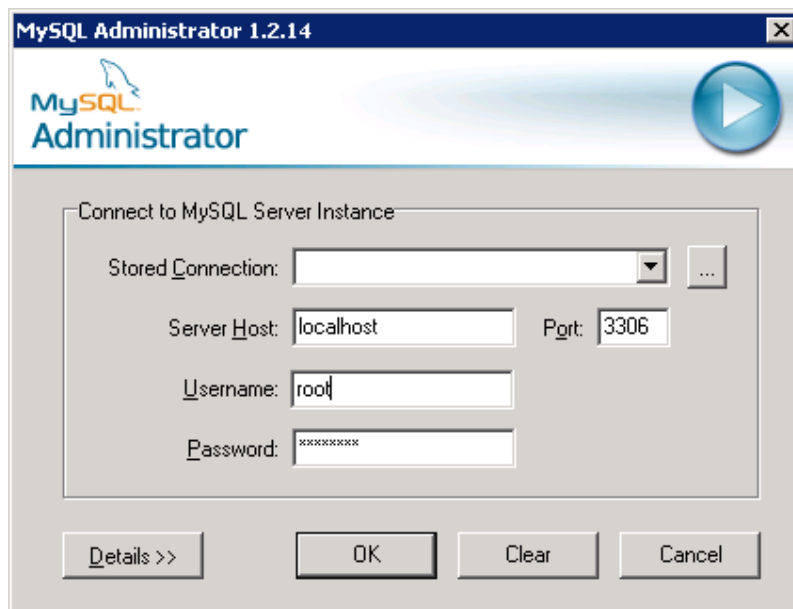 MySQL Administrator 1.2.14
MySQL
Administrator
Connect to MySQL Server Instance
Stored Connection:
...
Server Host: localhost Port: 3306
Username: root
Password: ********
Details >> OK Clear Cancel